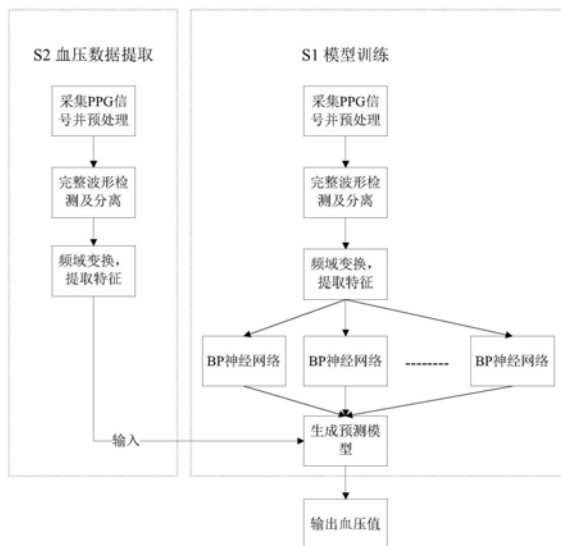 S2 血压数据提取
采集PPG信
号并预处理
完整波形检
测及分离
频域变换，
提取特征
输入
S1 模型训练
采集PPG信
号并预处理
完整波形检
测及分离
频域变换，
提取特征
BP神经网络
BP神经网络
BP神经网络
生成预测模
型
输出血压值